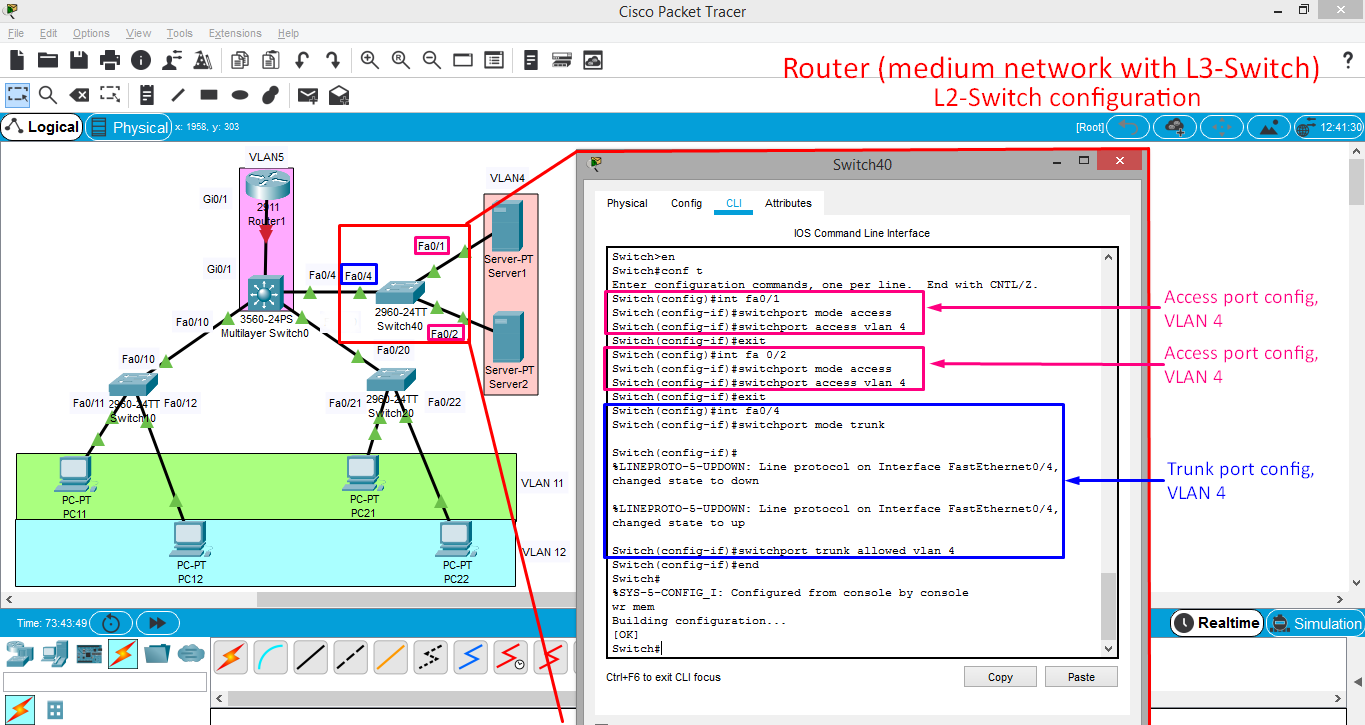 Cisco Packet Tracer
File Edit Options View Tools Extensions Help
?
Router (medium network with L3-Switch)
L2-Switch configuration
Logical Physical x: 1958, y: 303
[Root] 12:41:30
VLAN5
Gi0/1
2911
Router1
Gi0/1
3560-24PS
Multilayer Switch0
Fa0/4
Fa0/4
Fa0/1
2960-24TT
Switch40
Fa0/2
VLAN4
Server-PT
Server1
Server-PT
Server2
Fa0/10
Fa0/10
Fa0/20
Fa0/11 2960-24TT Fa0/12
Switch10
Fa0/21 2960-24TT Fa0/22
Switch20
PC-PT
PC11
PC-PT
PC21
VLAN 11
PC-PT
PC12
PC-PT
PC22
VLAN 12
Switch40
Physical Config CLI Attributes
IOS Command Line Interface
Switch>en
Switch#conf t
Enter configuration commands, one per line. End with CNTL/Z.
Switch(config)#int fa0/1
Switch(config-if)#switchport mode access
Switch(config-if)#switchport access vlan 4
Switch(config-if)#exit
Switch(config)#int fa 0/2
Switch(config-if)#switchport mode access
Switch(config-if)#switchport access vlan 4
Switch(config-if)#exit
Switch(config)#int fa0/4
Switch(config-if)#switchport mode trunk
Switch(config-if)#
%LINEPROTO-5-UPDOWN: Line protocol on Interface FastEthernet0/4,
changed state to down
%LINEPROTO-5-UPDOWN: Line protocol on Interface FastEthernet0/4,
changed state to up
Switch(config-if)#switchport trunk allowed vlan 4
Switch(config-if)#end
Switch#
%SYS-5-CONFIG_I: Configured from console by console
wr mem
Building configuration...
[OK]
Switch#
Ctrl+F6 to exit CLI focus
Copy Paste
Access port config,
VLAN 4
Access port config,
VLAN 4
Trunk port config,
VLAN 4
Time: 73:43:49
Realtime Simulation